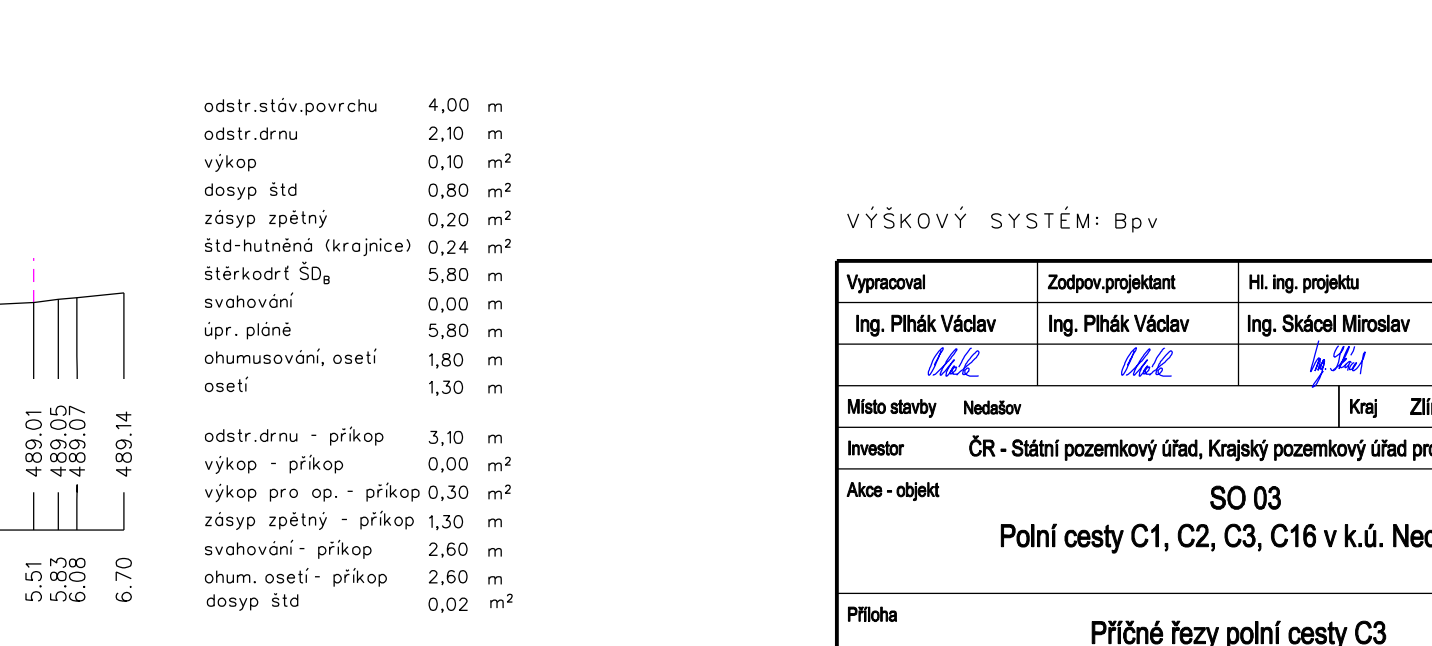 odstr.stáv.povrchu 4,00 m
odstr.drnu 2,10 m
výkop 0,10 m²
dosyp štd 0,80 m²
zásyp zpětný 0,20 m²
štd-hutněná (krajnice) 0,24 m²
štěrkodrť ŠDB 5,80 m
svahování 0,00 m
úpr. pláně 5,80 m
ohumusování, osetí 1,80 m
osetí 1,30 m
odstr.drnu - příkop 3,10 m
výkop - příkop 0,00 m²
výkop pro op. - příkop 0,30 m²
zásyp zpětný - příkop 1,30 m
svahování - příkop 2,60 m
ohum. osetí - příkop 2,60 m
dosyp štd 0,02 m²
489.01
489.05
489.07
489.14
5.51
5.83
6.08
6.70
VÝŠKOVÝ SYSTÉM: Bpv
Vypracoval Zodpov.projektant Hl. ing. projektu
Ing. Plhák Václav Ing. Plhák Václav Ing. Skácel Miroslav
Místo stavby Nedašov Kraj
Investor ČR - Státní pozemkový úřad, Krajský pozemkový úřad pro
Akce - objekt
SO 03
Polní cesty C1, C2, C3, C16 v k.ú.
Příloha
Příčné řezy polní cesty C3